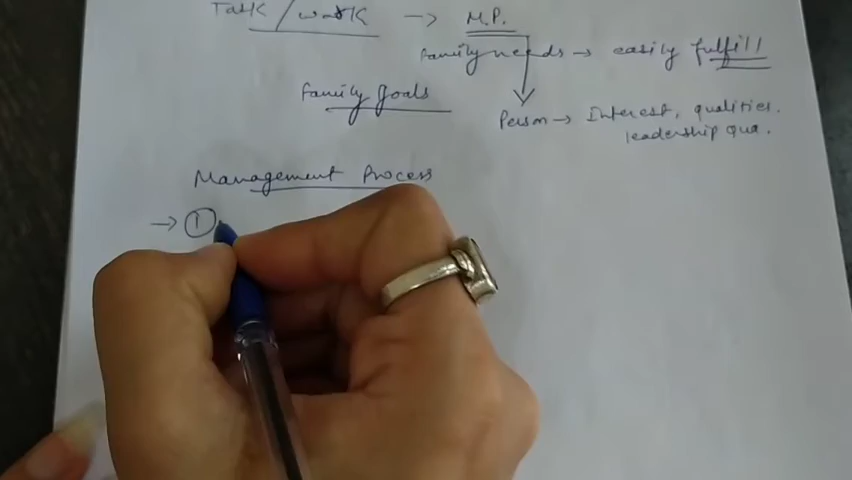 Task / work → M.P.
Family needs → easily fulfill
Family goals
Person → Interest, qualities.
leadership qua.
Management Process
→ 1